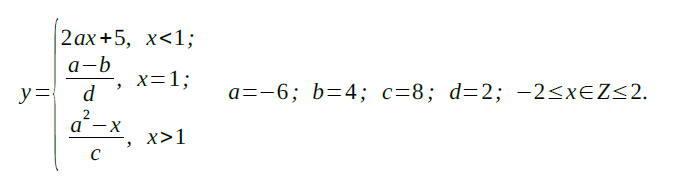 2ax+5, x<1;
y= a−b/d, x=1; a=−6; b=4; c=8; d=2; −2≤x∈Z≤2.
a²−x/c, x>1